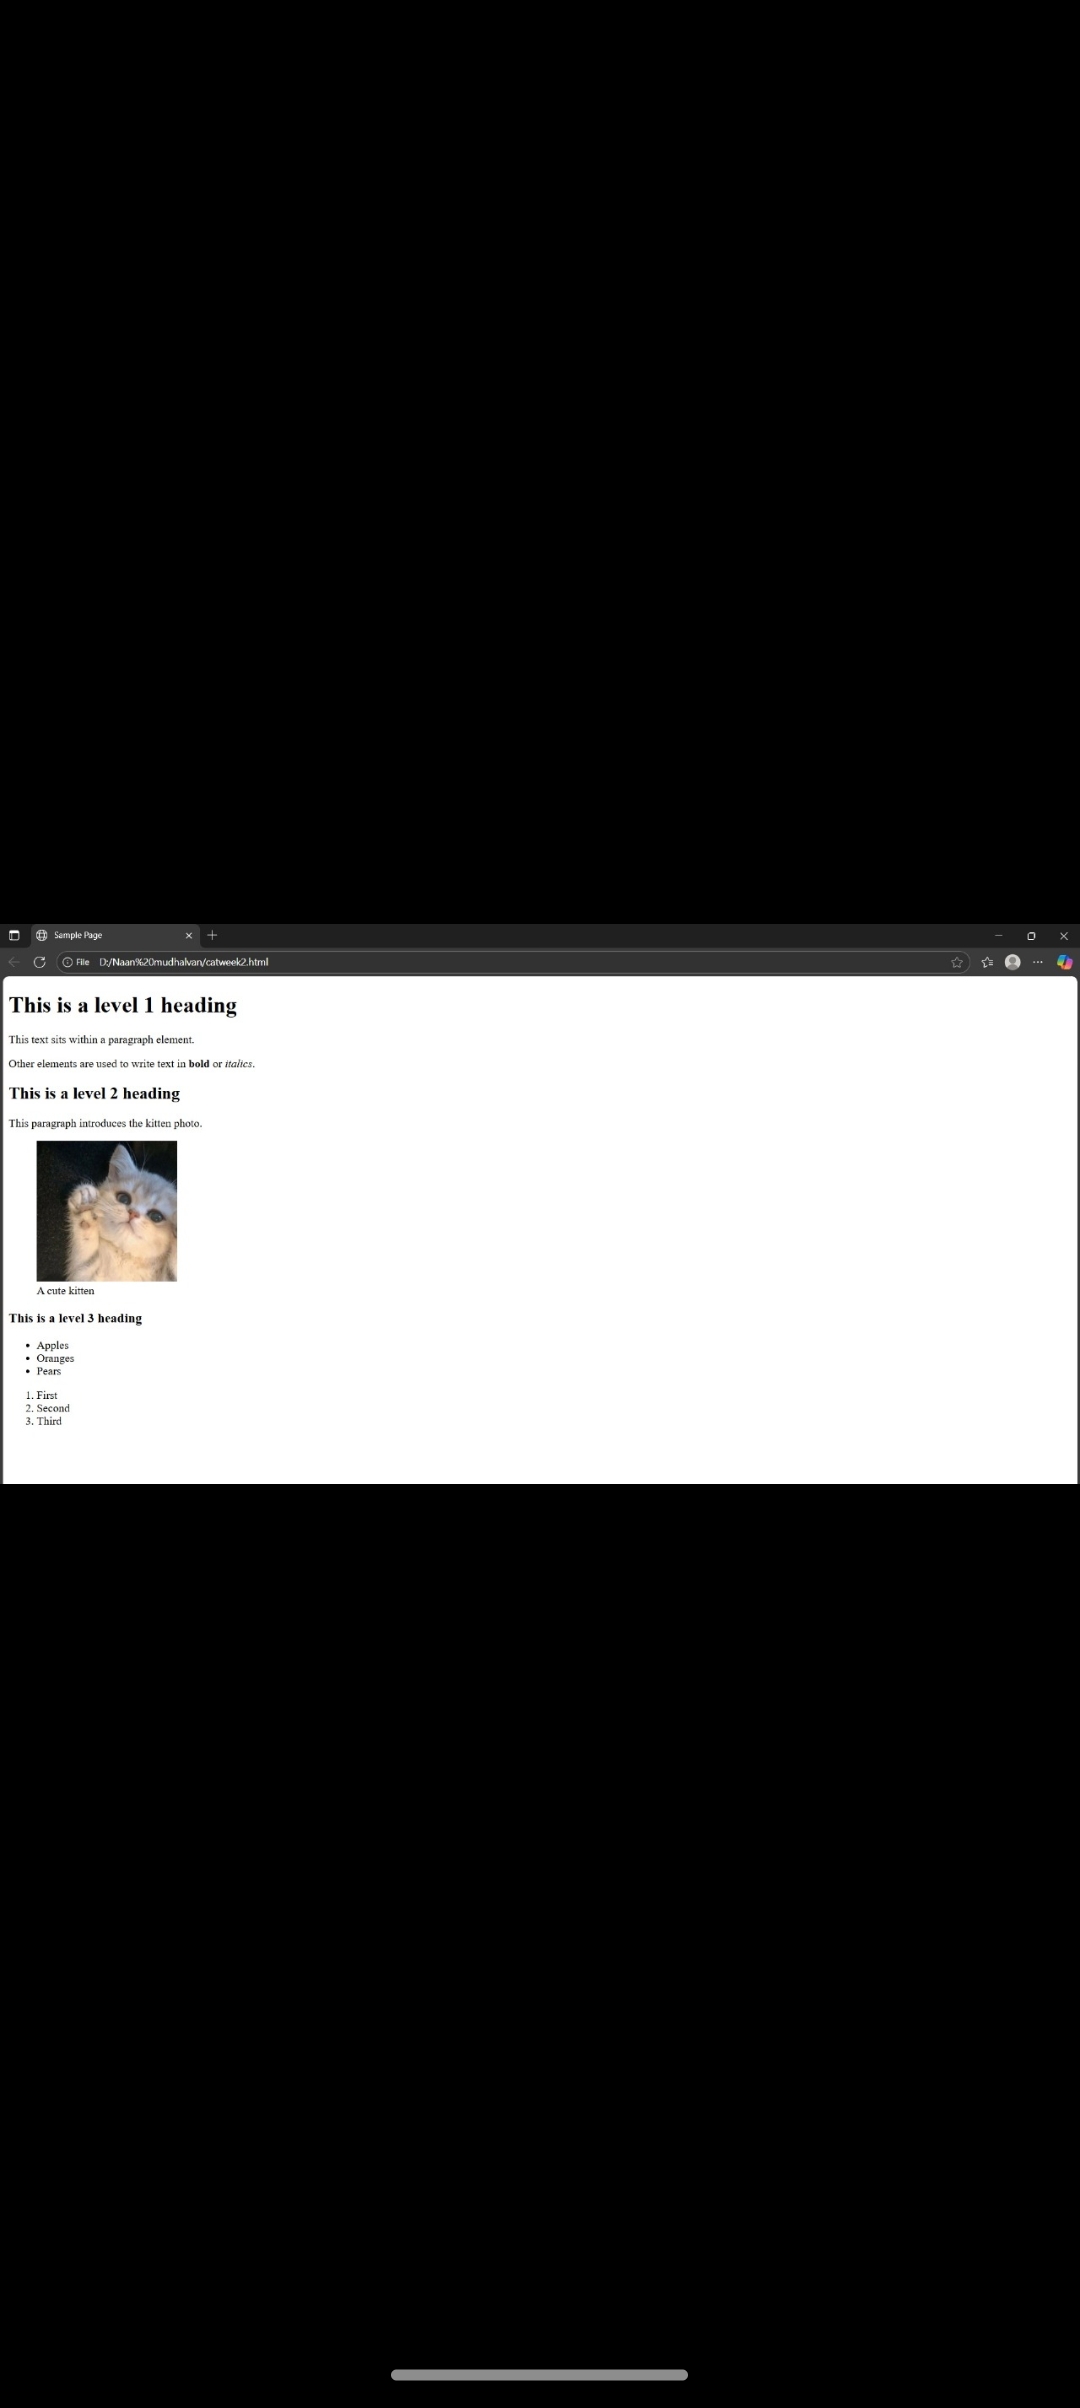 Sample Page
File D:/Naan%20mudhalvan/catweek2.html
This is a level 1 heading
This text sits within a paragraph element.
Other elements are used to write text in bold or italics.
This is a level 2 heading
This paragraph introduces the kitten photo.
A cute kitten
This is a level 3 heading
• Apples
• Oranges
• Pears
1. First
2. Second
3. Third